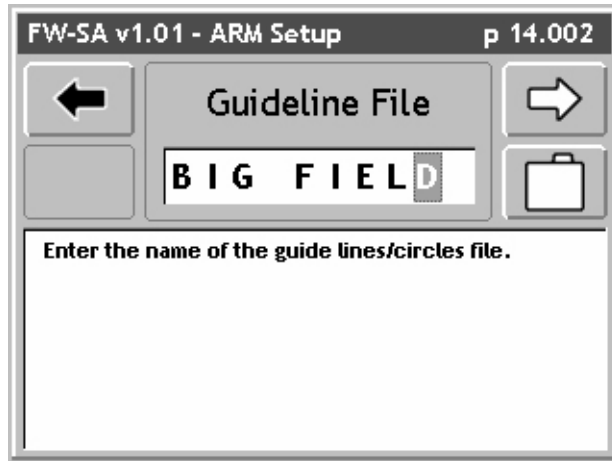 FW-SA v1.01 - ARM Setup p 14.002
Guideline File
BIG FIELD
Enter the name of the guide lines/circles file.